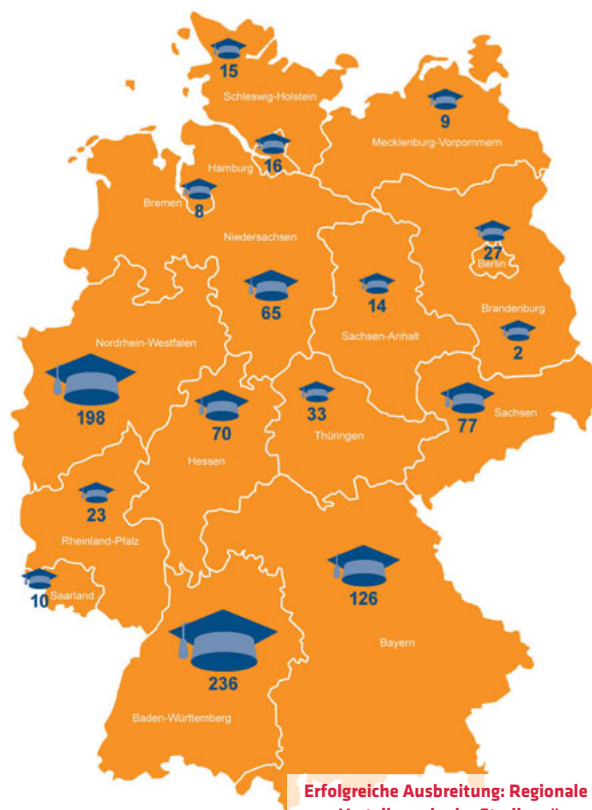 15
Schleswig-Holstein
9
Mecklenburg-Vorpommern
Hamburg
16
Bremen
8
Niedersachsen
27
Berlin
65
14
Brandenburg
Sachsen-Anhalt
2
Nordrhein-Westfalen
198
70
Hessen
33
Thüringen
77
Sachsen
23
Rheinland-Pfalz
10
Saarland
126
Bayern
236
Baden-Württemberg
Erfolgreiche Ausbreitung: Regionale